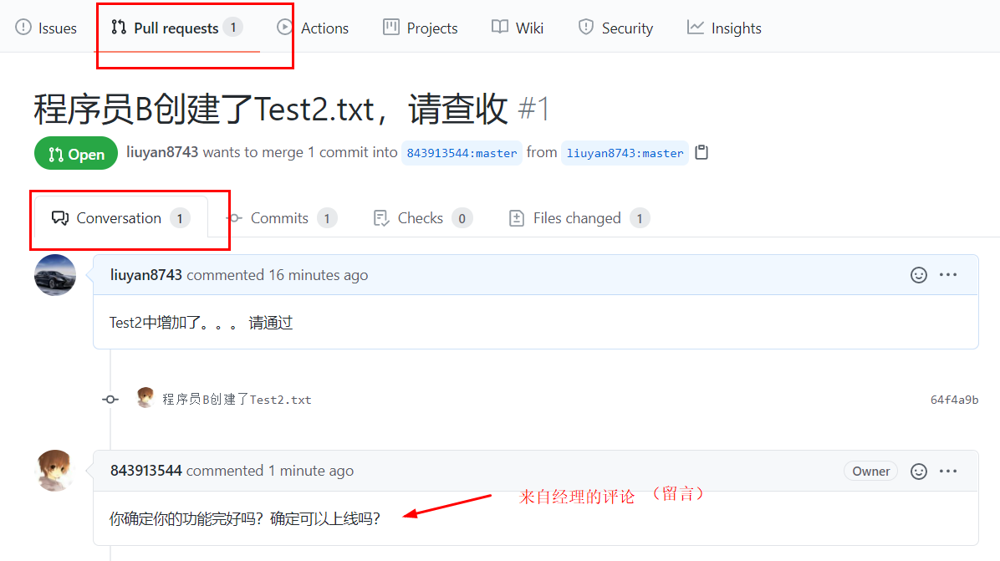 Issues Pull requests 1 Actions Projects Wiki Security Insights
程序员B创建了Test2.txt，请查收 #1
Open liuyan8743 wants to merge 1 commit into 843913544:master from liuyan8743:master
Conversation 1 Commits 1 Checks 0 Files changed 1
liuyan8743 commented 16 minutes ago
Test2中增加了。。。 请通过
程序员B创建了Test2.txt 64f4a9b
843913544 commented 1 minute ago Owner
来自经理的评论 （留言）
你确定你的功能完好吗？确定可以上线吗？